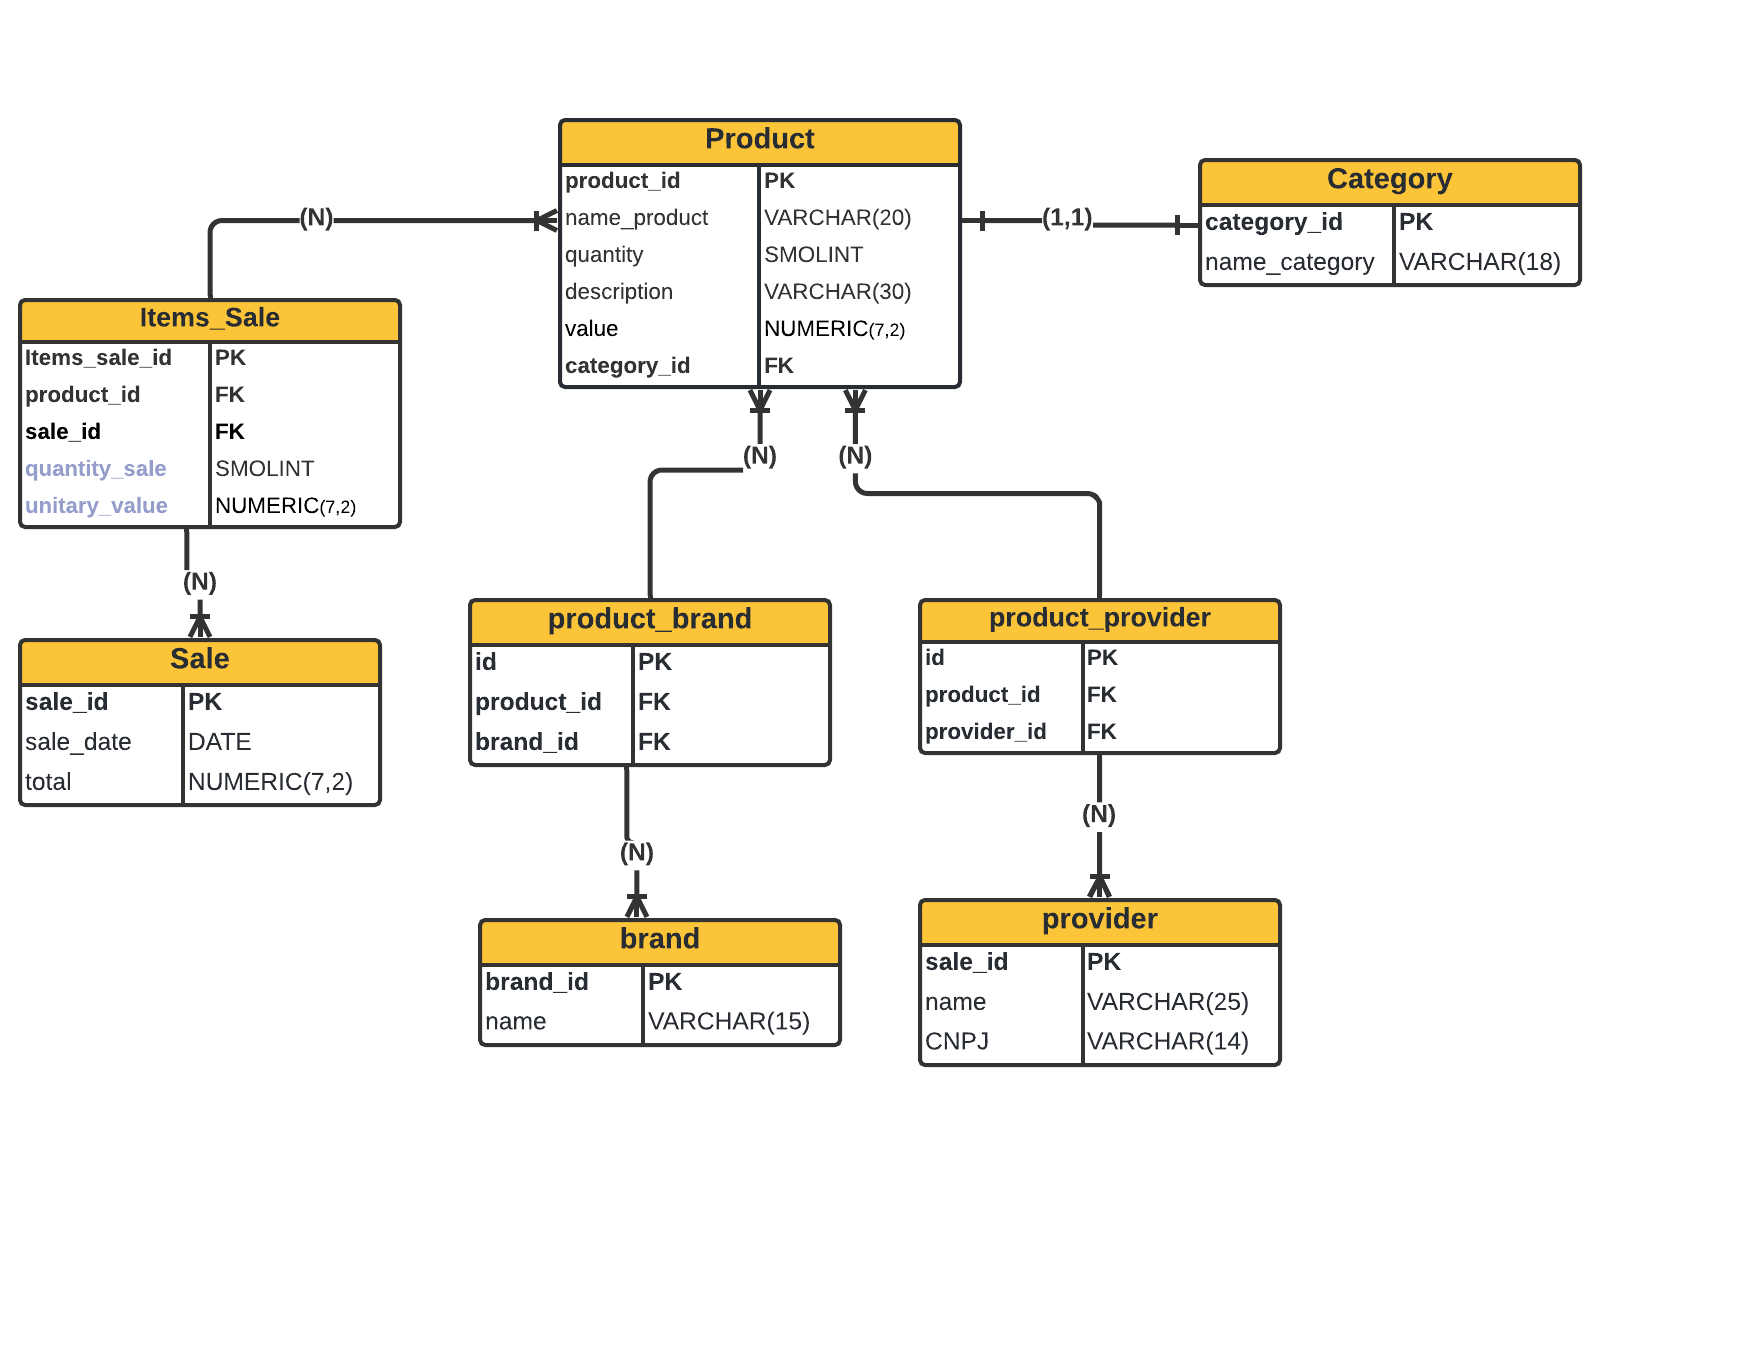 Product
product_id PK
name_product VARCHAR(20)
quantity SMOLINT
description VARCHAR(30)
value NUMERIC(7,2)
category_id FK
(1,1)
Category
category_id PK
name_category VARCHAR(18)
(N)
Items_Sale
Items_sale_id PK
product_id FK
sale_id FK
quantity_sale SMOLINT
unitary_value NUMERIC(7,2)
(N)
Sale
sale_id PK
sale_date DATE
total NUMERIC(7,2)
(N)
(N)
product_brand
id PK
product_id FK
brand_id FK
product_provider
id PK
product_id FK
provider_id FK
(N)
(N)
brand
brand_id PK
name VARCHAR(15)
provider
sale_id PK
name VARCHAR(25)
CNPJ VARCHAR(14)